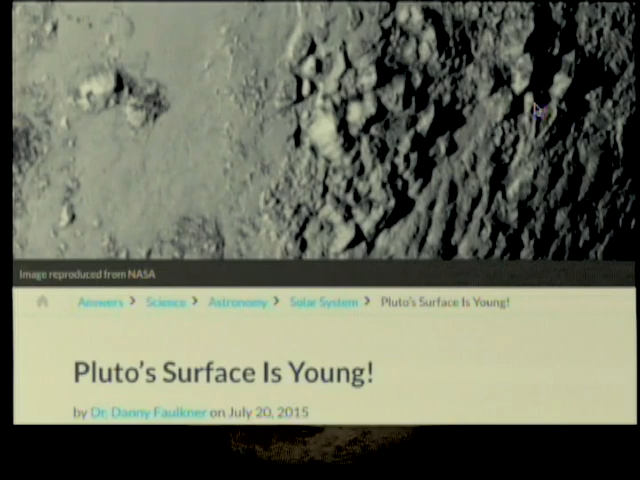 Image reproduced from NASA
Answers > Science > Astronomy > Solar System > Pluto's Surface Is Young!
Pluto's Surface Is Young!
by Dr. Danny Faulkner on July 20, 2015